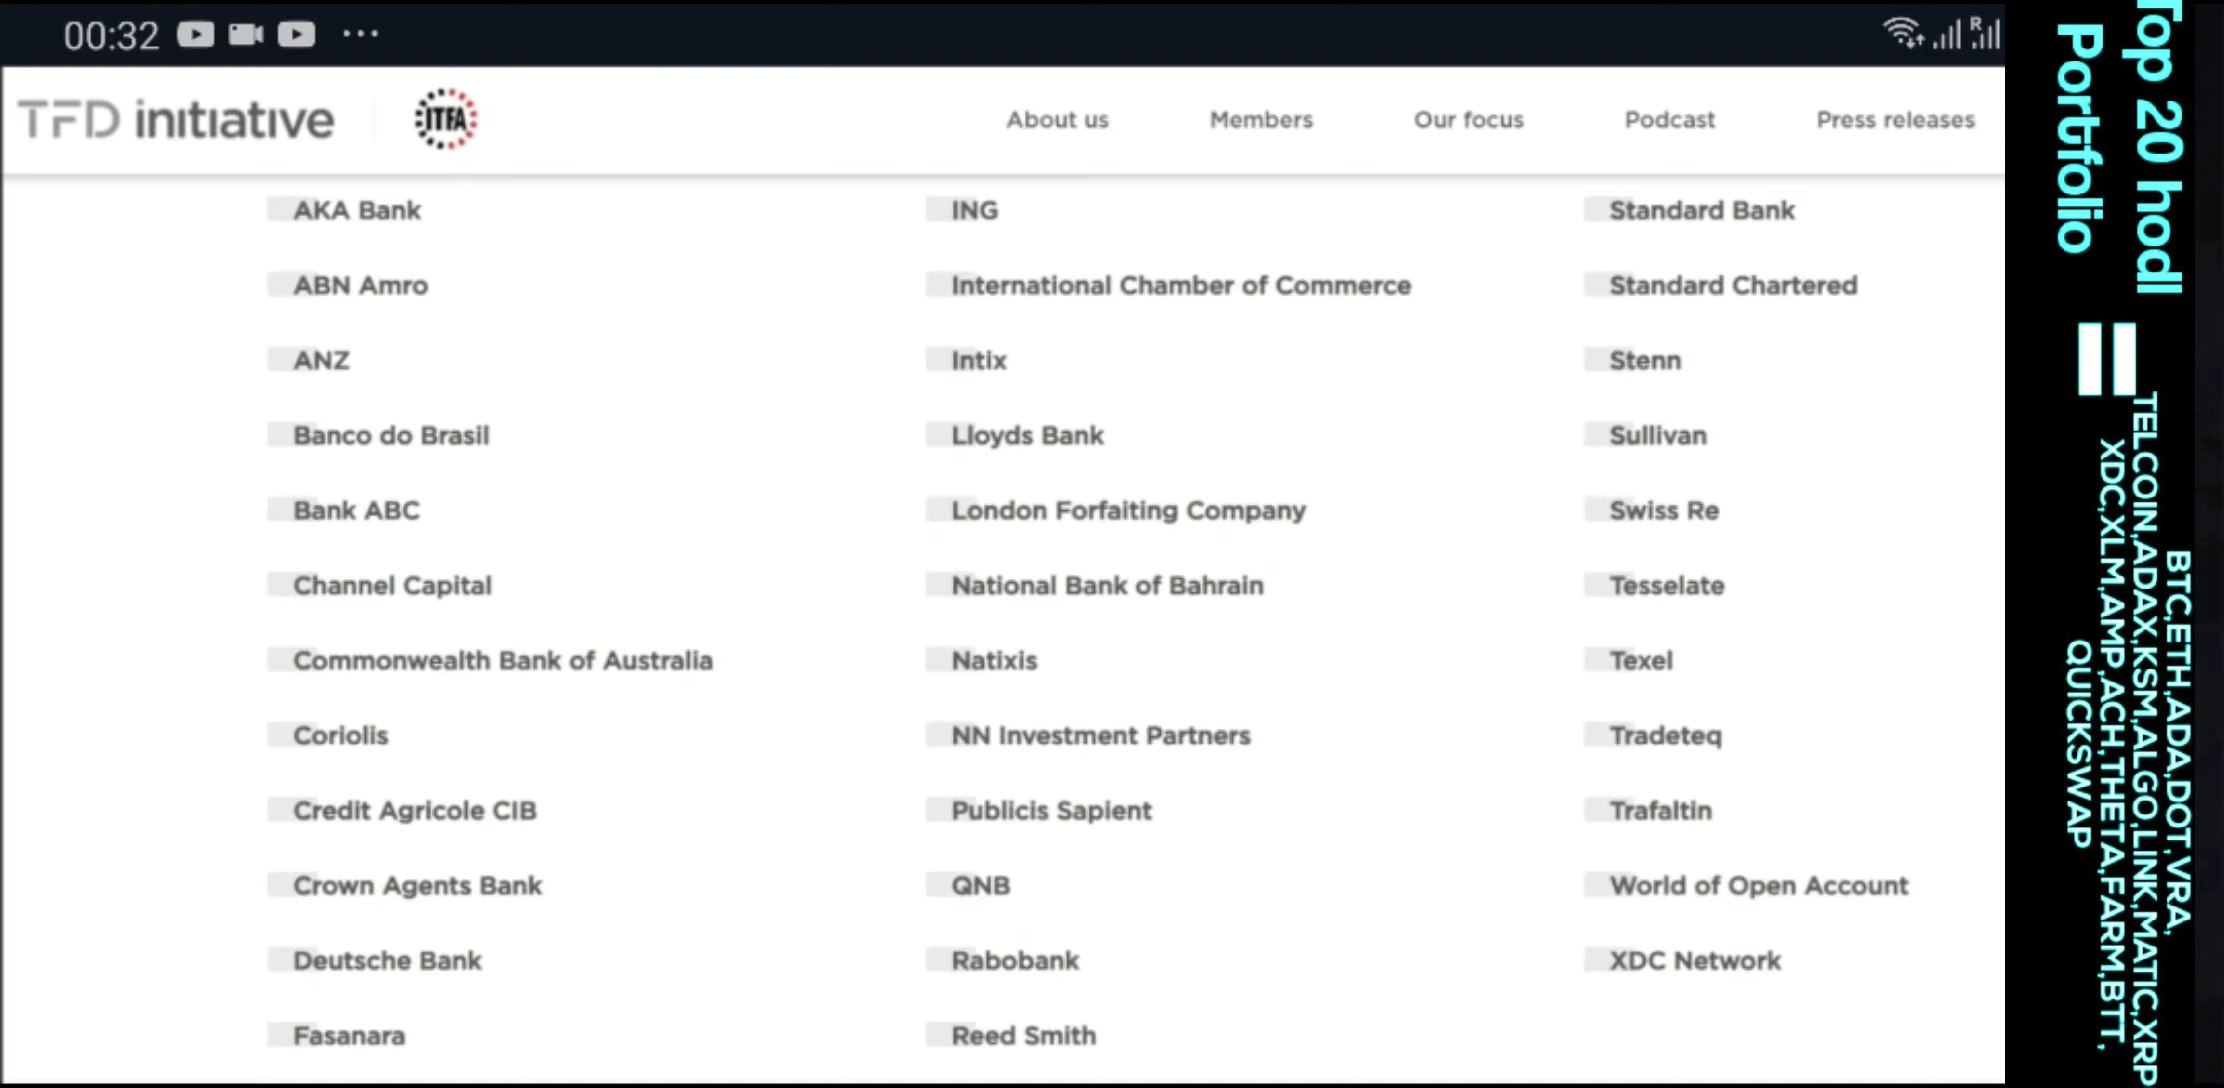 00:32
TFD initiative
ITFA
About us
Members
Our focus
Podcast
Press releases
AKA Bank
ABN Amro
ANZ
Banco do Brasil
Bank ABC
Channel Capital
Commonwealth Bank of Australia
Coriolis
Credit Agricole CIB
Crown Agents Bank
Deutsche Bank
Fasanara
ING
International Chamber of Commerce
Intix
Lloyds Bank
London Forfaiting Company
National Bank of Bahrain
Natixis
NN Investment Partners
Publicis Sapient
QNB
Rabobank
Reed Smith
Standard Bank
Standard Chartered
Stenn
Sullivan
Swiss Re
Tesselate
Texel
Tradeteq
Trafaltin
World of Open Account
XDC Network
R
Top 20 hodl
Portifolio
BTC,ETH,ADA,DOT,VRA,
TELCOIN,ADAX,KSM,ALGO,LINK,MATIC,XRP
XDC,XLM,AMP,ACH,THETA,FARM,BTT,
QUICKSWAP